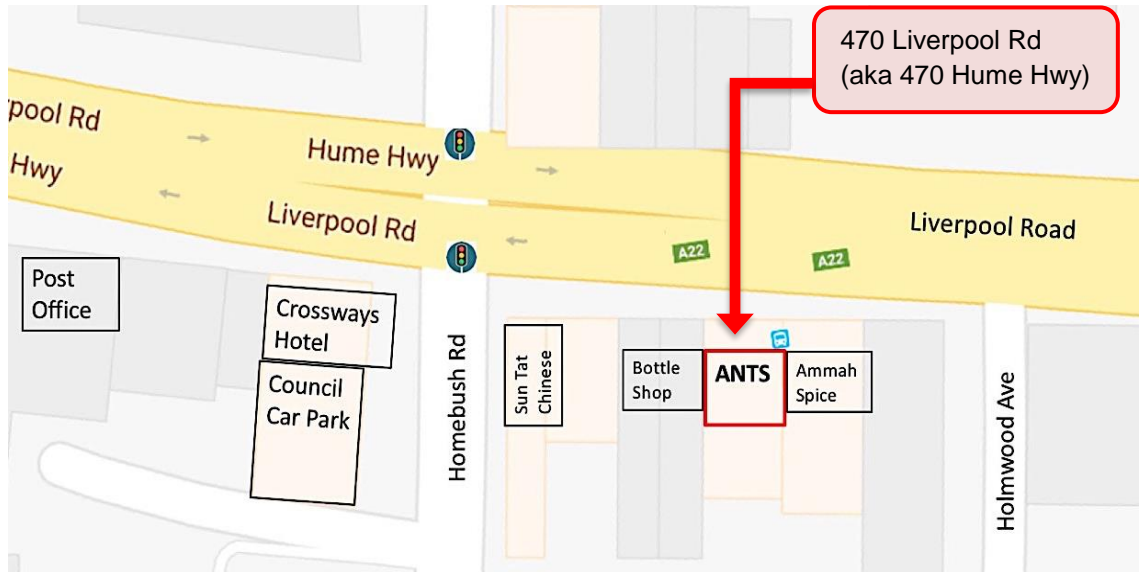 470 Liverpool Rd
(aka 470 Hume Hwy)
rpool Rd
Hwy
Hume Hwy
Liverpool Rd
Liverpool Road
A22
A22
Post
Office
Crossways
Hotel
Council
Car Park
Homebush Rd
Sun Tat
Chinese
Bottle
Shop
ANTS
Ammah
Spice
Holmwood Ave